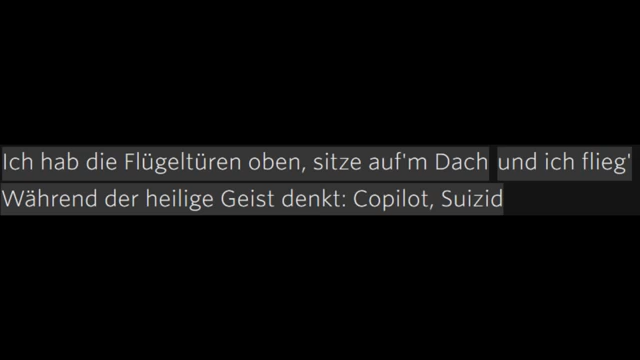 Ich hab die Flügeltüren oben, sitze auf'm Dach und ich flieg'
Während der heilige Geist denkt: Copilot, Suizid